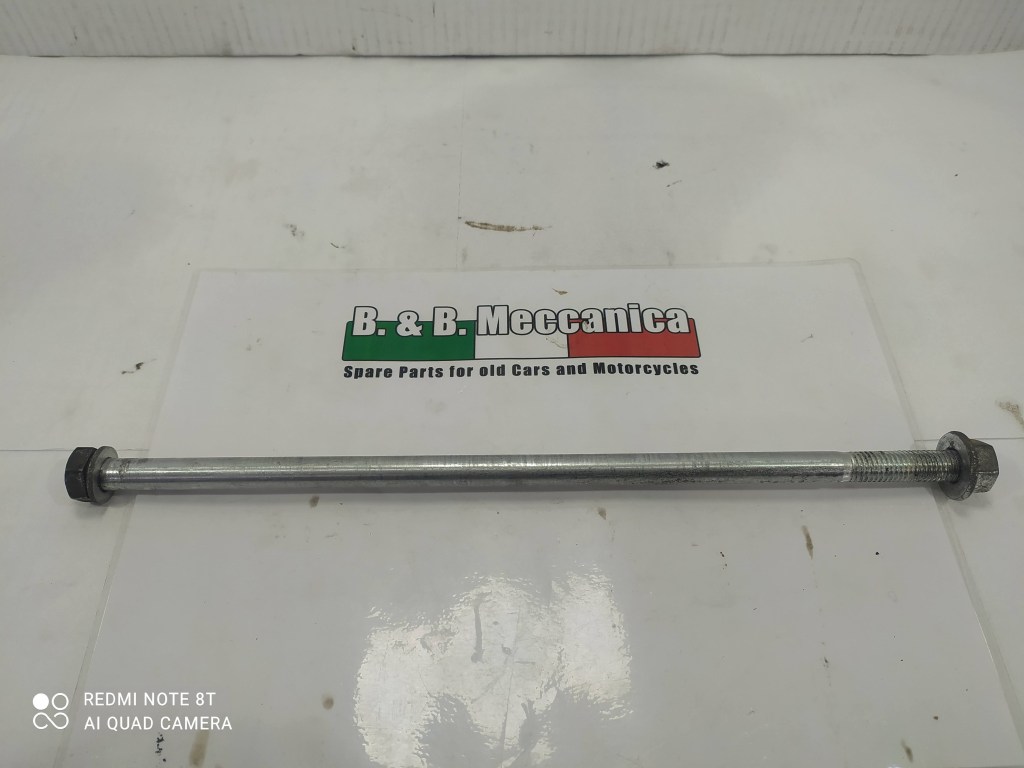 B. & B. Meccanica
Spare Parts for old Cars and Motorcycles
REDMI NOTE 8T
AI QUAD CAMERA